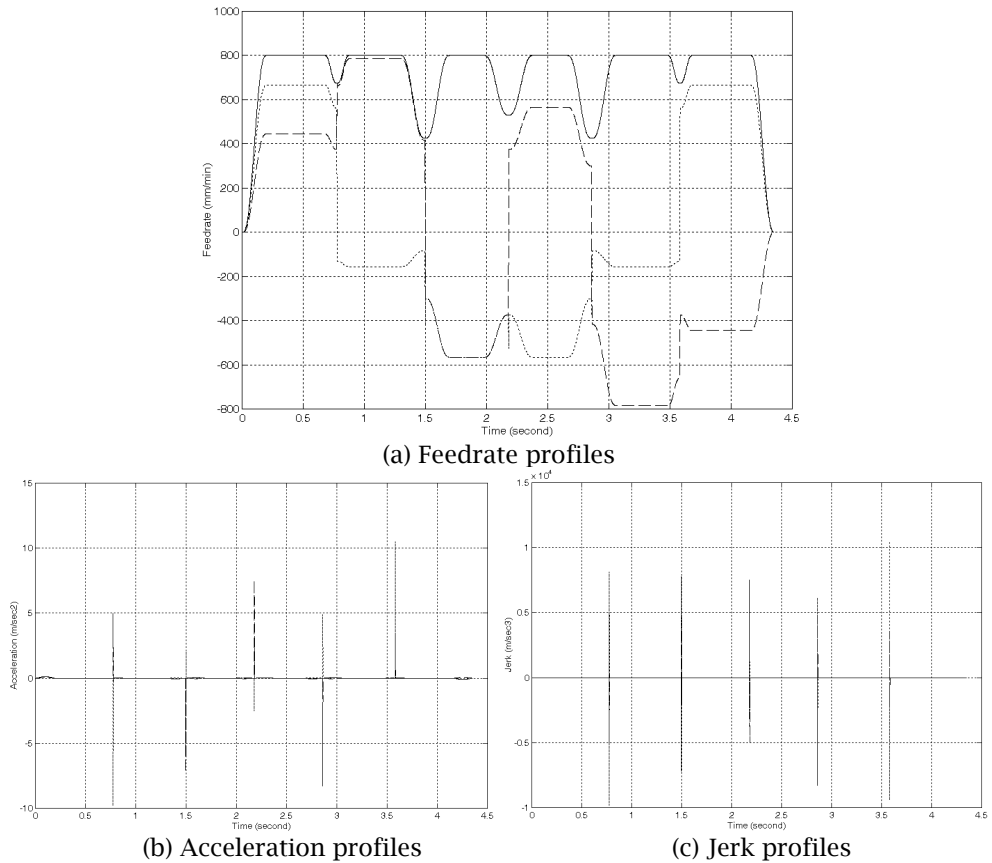 1000
800
600
400
200
0
-200
-400
-600
-800
Feedrate (mm/min)
0 0.5 1 1.5 2 2.5 3 3.5 4 4.5
Time (second)
(a) Feedrate profiles
15
10
5
0
-5
-10
Acceleration (m/sec2)
0 0.5 1 1.5 2 2.5 3 3.5 4 4.5
Time (second)
(b) Acceleration profiles
x 10^4
1.5
1
0.5
0
-0.5
-1
Jerk (m/sec3)
0 0.5 1 1.5 2 2.5 3 3.5 4 4.5
Time (second)
(c) Jerk profiles